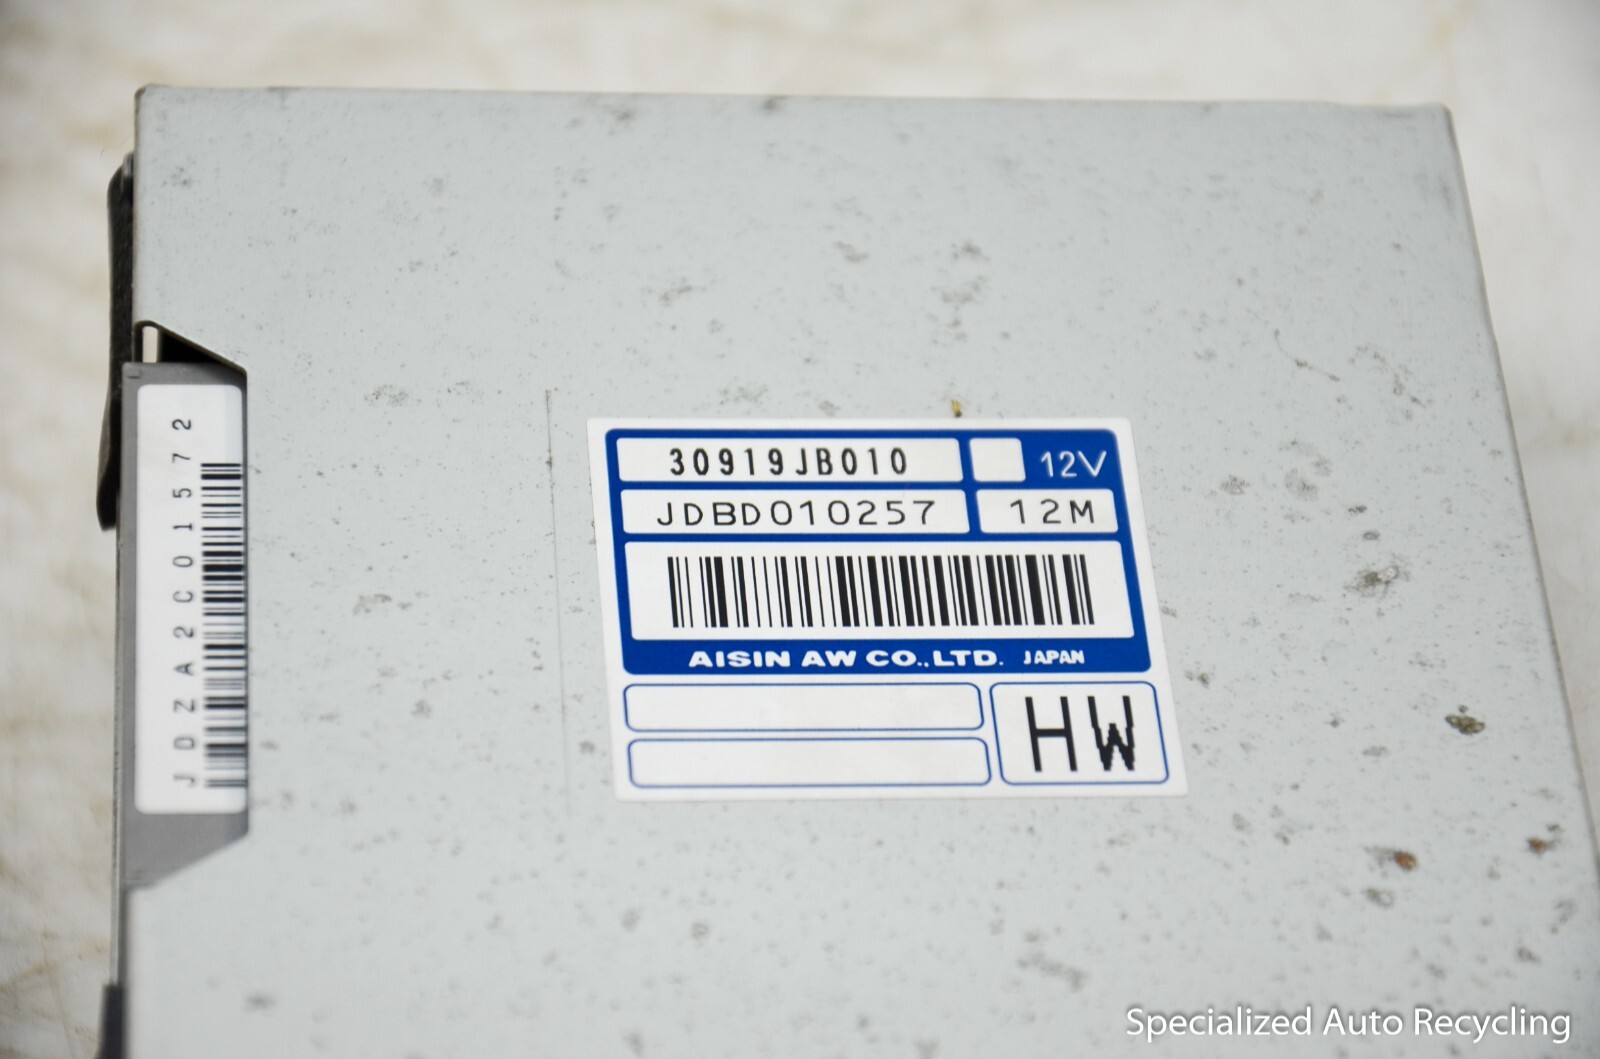 30919JB010
12V
JDBD010257
12M
AISIN AW CO.,LTD. JAPAN
HW
JDZA2C01572
Specialized Auto Recycling